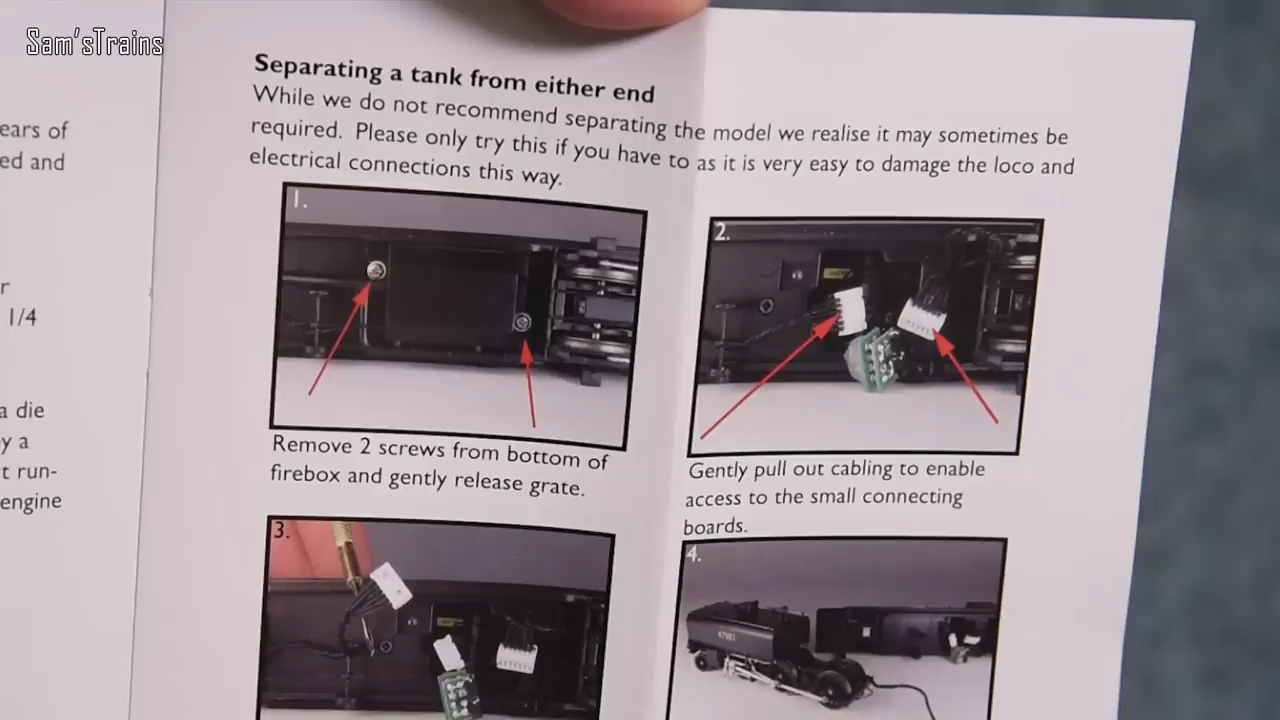 Sam'sTrains
ears of
ed and
r
1/4
a die
y a
t run-
engine
Separating a tank from either end
While we do not recommend separating the model we realise it may sometimes be
required. Please only try this if you have to as it is very easy to damage the loco and
electrical connections this way.
1.
Remove 2 screws from bottom of
firebox and gently release grate.
2.
Gently pull out cabling to enable
access to the small connecting
boards.
3.
4.